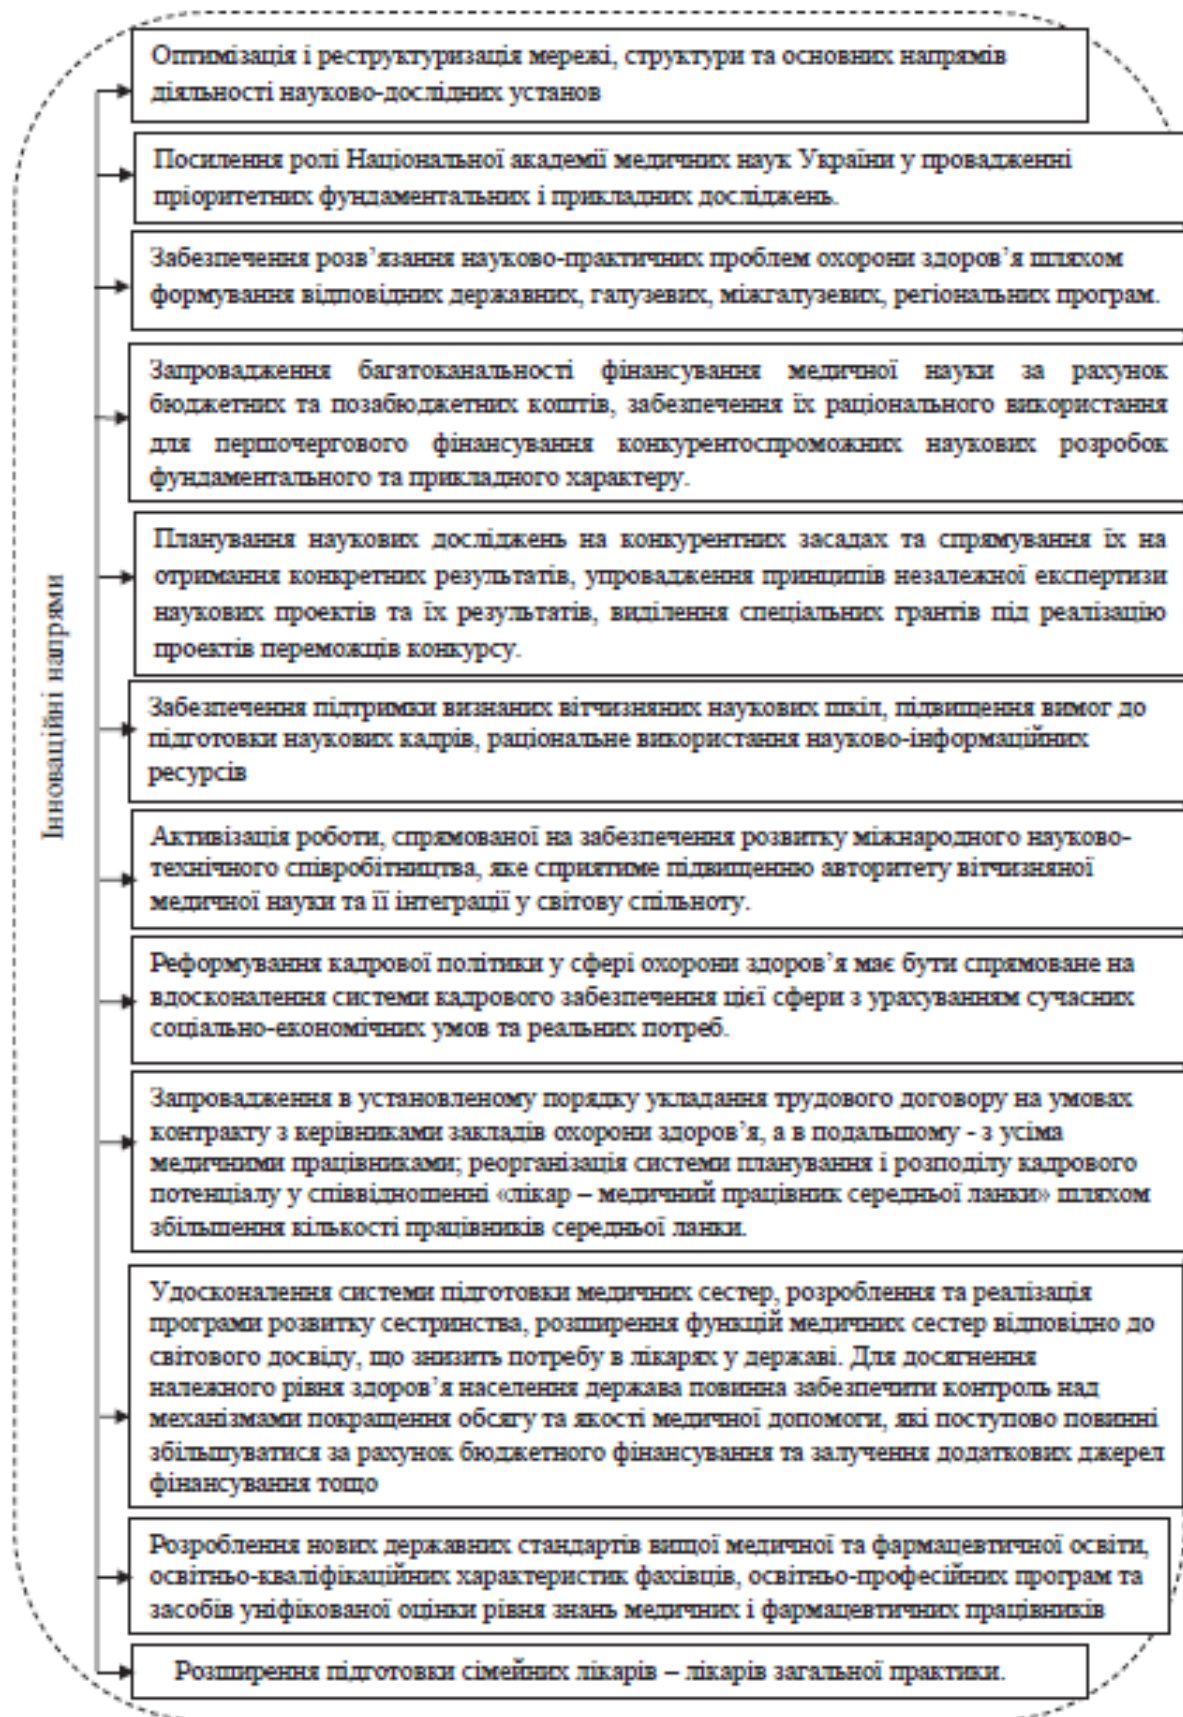 Інноваційні напрями
Оптимізація і реструктуризація мережі, структури та основних напрямів
діяльності науково-дослідних установ
Посилення ролі Національної академії медичних наук України у провадженні
пріоритетних фундаментальних і прикладних досліджень.
Забезпечення розв’язання науково-практичних проблем охорони здоров’я шляхом
формування відповідних державних, галузевих, міжгалузевих, регіональних програм.
Запровадження багатоканальності фінансування медичної науки за рахунок
бюджетних та позабюджетних коштів, забезпечення їх раціонального використання
для першочергового фінансування конкурентоспроможних наукових розробок
фундаментального та прикладного характеру.
Планування наукових досліджень на конкурентних засадах та спрямування їх на
отримання конкретних результатів, упровадження принципів незалежної експертизи
наукових проектів та їх результатів, виділення спеціальних грантів під реалізацію
проектів переможців конкурсу.
Забезпечення підтримки визнаних вітчизняних наукових шкіл, підвищення вимог до
підготовки наукових кадрів, раціональне використання науково-інформаційних
ресурсів
Активізація роботи, спрямованої на забезпечення розвитку міжнародного науково-
технічного співробітництва, яке сприятиме підвищенню авторитету вітчизняної
медичної науки та її інтеграції у світову спільноту.
Реформування кадрової політики у сфері охорони здоров’я має бути спрямоване на
вдосконалення системи кадрового забезпечення цієї сфери з урахуванням сучасних
соціально-економічних умов та реальних потреб.
Запровадження в установленому порядку укладання трудового договору на умовах
контракту з керівниками закладів охорони здоров’я, а в подальшому - з усіма
медичними працівниками; реорганізація системи планування і розподілу кадрового
потенціалу у співвідношенні «лікар – медичний працівник середньої ланки» шляхом
збільшення кількості працівників середньої ланки.
Удосконалення системи підготовки медичних сестер, розроблення та реалізація
програми розвитку сестринства, розширення функцій медичних сестер відповідно до
світового досвіду, що знизить потребу в лікарях у державі. Для досягнення
належного рівня здоров’я населення держава повинна забезпечити контроль над
механізмами покращення обсягу та якості медичної допомоги, які поступово повинні
збільшуватися за рахунок бюджетного фінансування та залучення додаткових джерел
фінансування тощо
Розроблення нових державних стандартів вищої медичної та фармацевтичної освіти,
освітньо-кваліфікаційних характеристик фахівців, освітньо-професійних програм та
засобів уніфікованої оцінки рівня знань медичних і фармацевтичних працівників
Розширення підготовки сімейних лікарів – лікарів загальної практики.